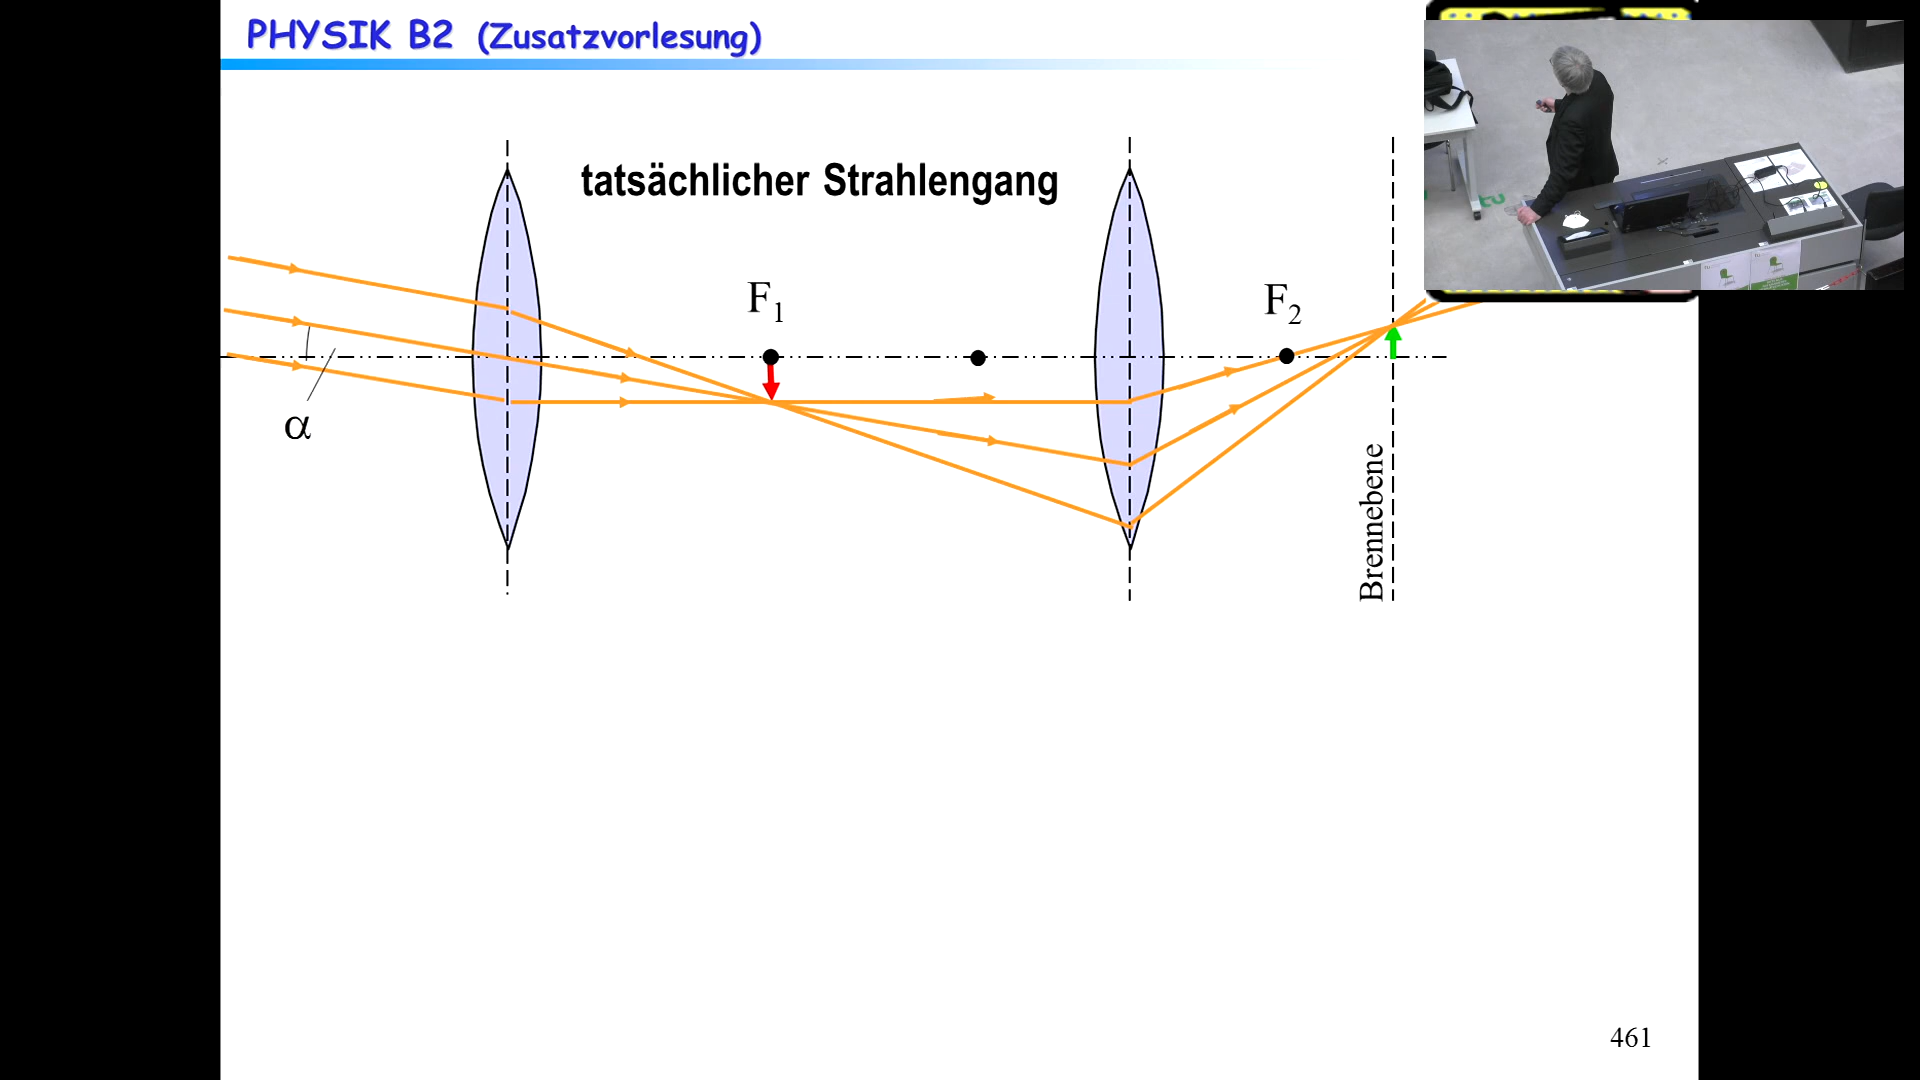 PHYSIK B2 (Zusatzvorlesung)
tatsächlicher Strahlengang
F1
F2
α
Brennebene
461